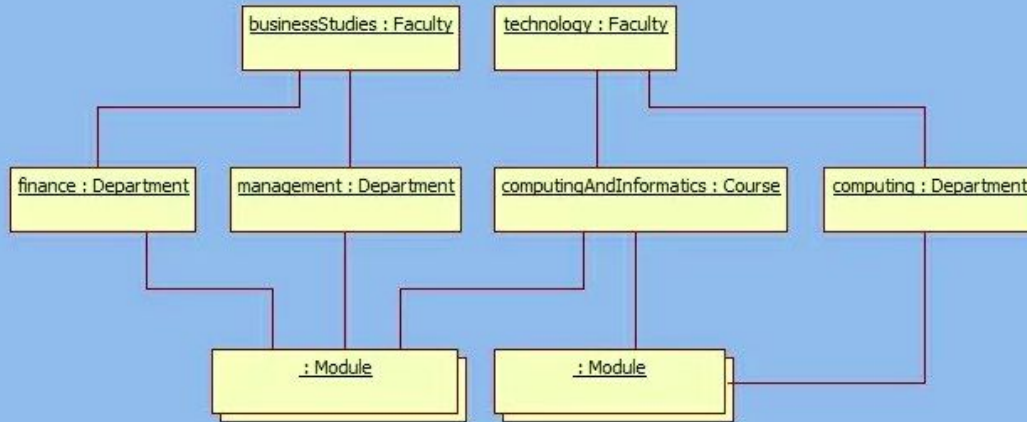 businessStudies : Faculty
technology : Faculty
finance : Department
management : Department
computingAndInformatics : Course
computing : Department
: Module
: Module